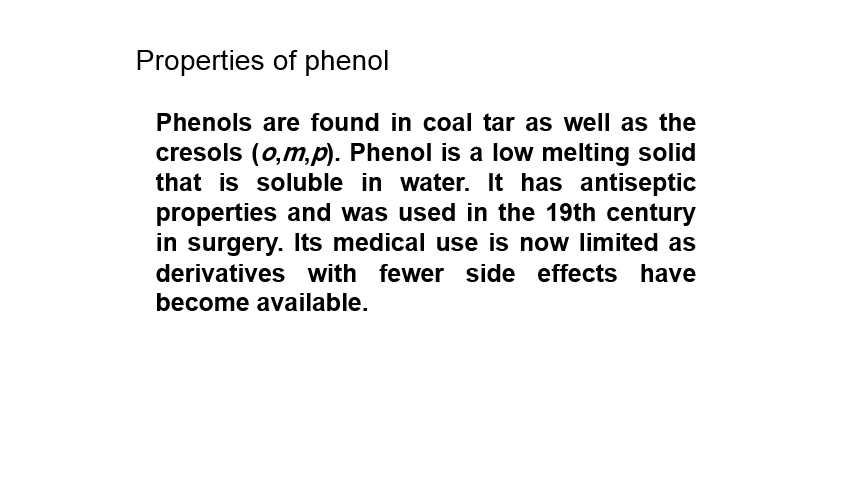 Properties of phenol
Phenols are found in coal tar as well as the
cresols (o,m,p). Phenol is a low melting solid
that is soluble in water. It has antiseptic
properties and was used in the 19th century
in surgery. Its medical use is now limited as
derivatives with fewer side effects have
become available.